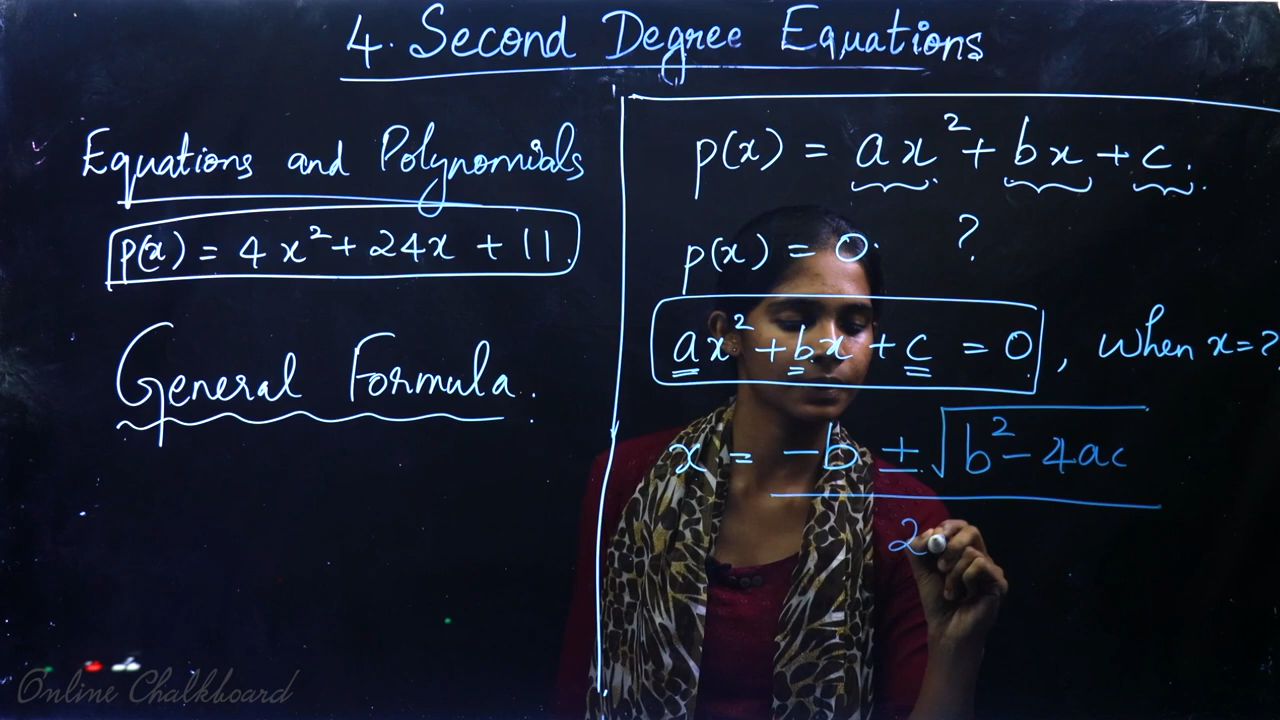 4. Second Degree Equations
Equations and Polynomials
p(x) = 4x² + 24x + 11
General Formula.
p(x) = ax² + bx + c.
p(x) = 0. ?
ax² + bx + c = 0, when x = ?
x = -b ± √b² - 4ac
2
Online Chalkboard